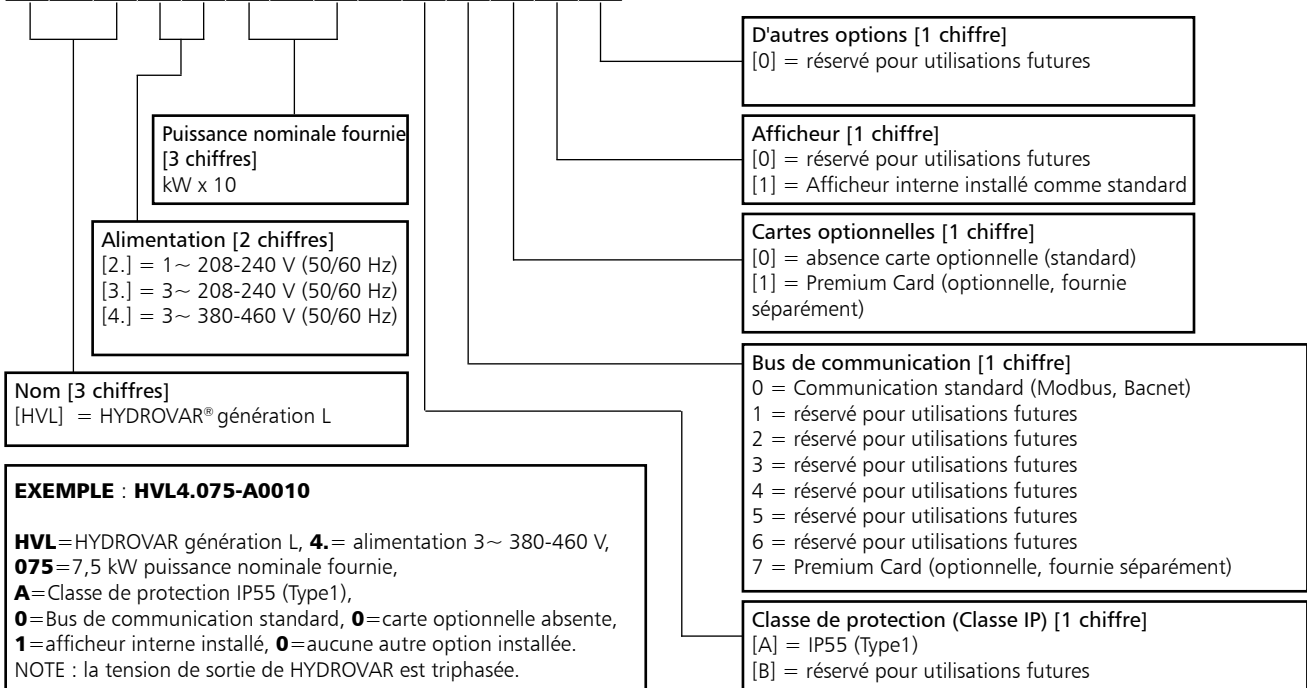 D'autres options [1 chiffre]
[0] = réservé pour utilisations futures
Puissance nominale fournie
[3 chiffres]
kW x 10
Afficheur [1 chiffre]
[0] = réservé pour utilisations futures
[1] = Afficheur interne installé comme standard
Alimentation [2 chiffres]
[2.] = 1~ 208-240 V (50/60 Hz)
[3.] = 3~ 208-240 V (50/60 Hz)
[4.] = 3~ 380-460 V (50/60 Hz)
Cartes optionnelles [1 chiffre]
[0] = absence carte optionnelle (standard)
[1] = Premium Card (optionnelle, fournie
séparément)
Nom [3 chiffres]
[HVL] = HYDROVAR® génération L
Bus de communication [1 chiffre]
0 = Communication standard (Modbus, Bacnet)
1 = réservé pour utilisations futures
2 = réservé pour utilisations futures
3 = réservé pour utilisations futures
4 = réservé pour utilisations futures
5 = réservé pour utilisations futures
6 = réservé pour utilisations futures
7 = Premium Card (optionnelle, fournie séparément)
EXEMPLE : HVL4.075-A0010
HVL=HYDROVAR génération L, 4.= alimentation 3~ 380-460 V,
075=7,5 kW puissance nominale fournie,
A=Classe de protection IP55 (Type1),
0=Bus de communication standard, 0=carte optionnelle absente,
1=afficheur interne installé, 0=aucune autre option installée.
NOTE : la tension de sortie de HYDROVAR est triphasée.
Classe de protection (Classe IP) [1 chiffre]
[A] = IP55 (Type1)
[B] = réservé pour utilisations futures